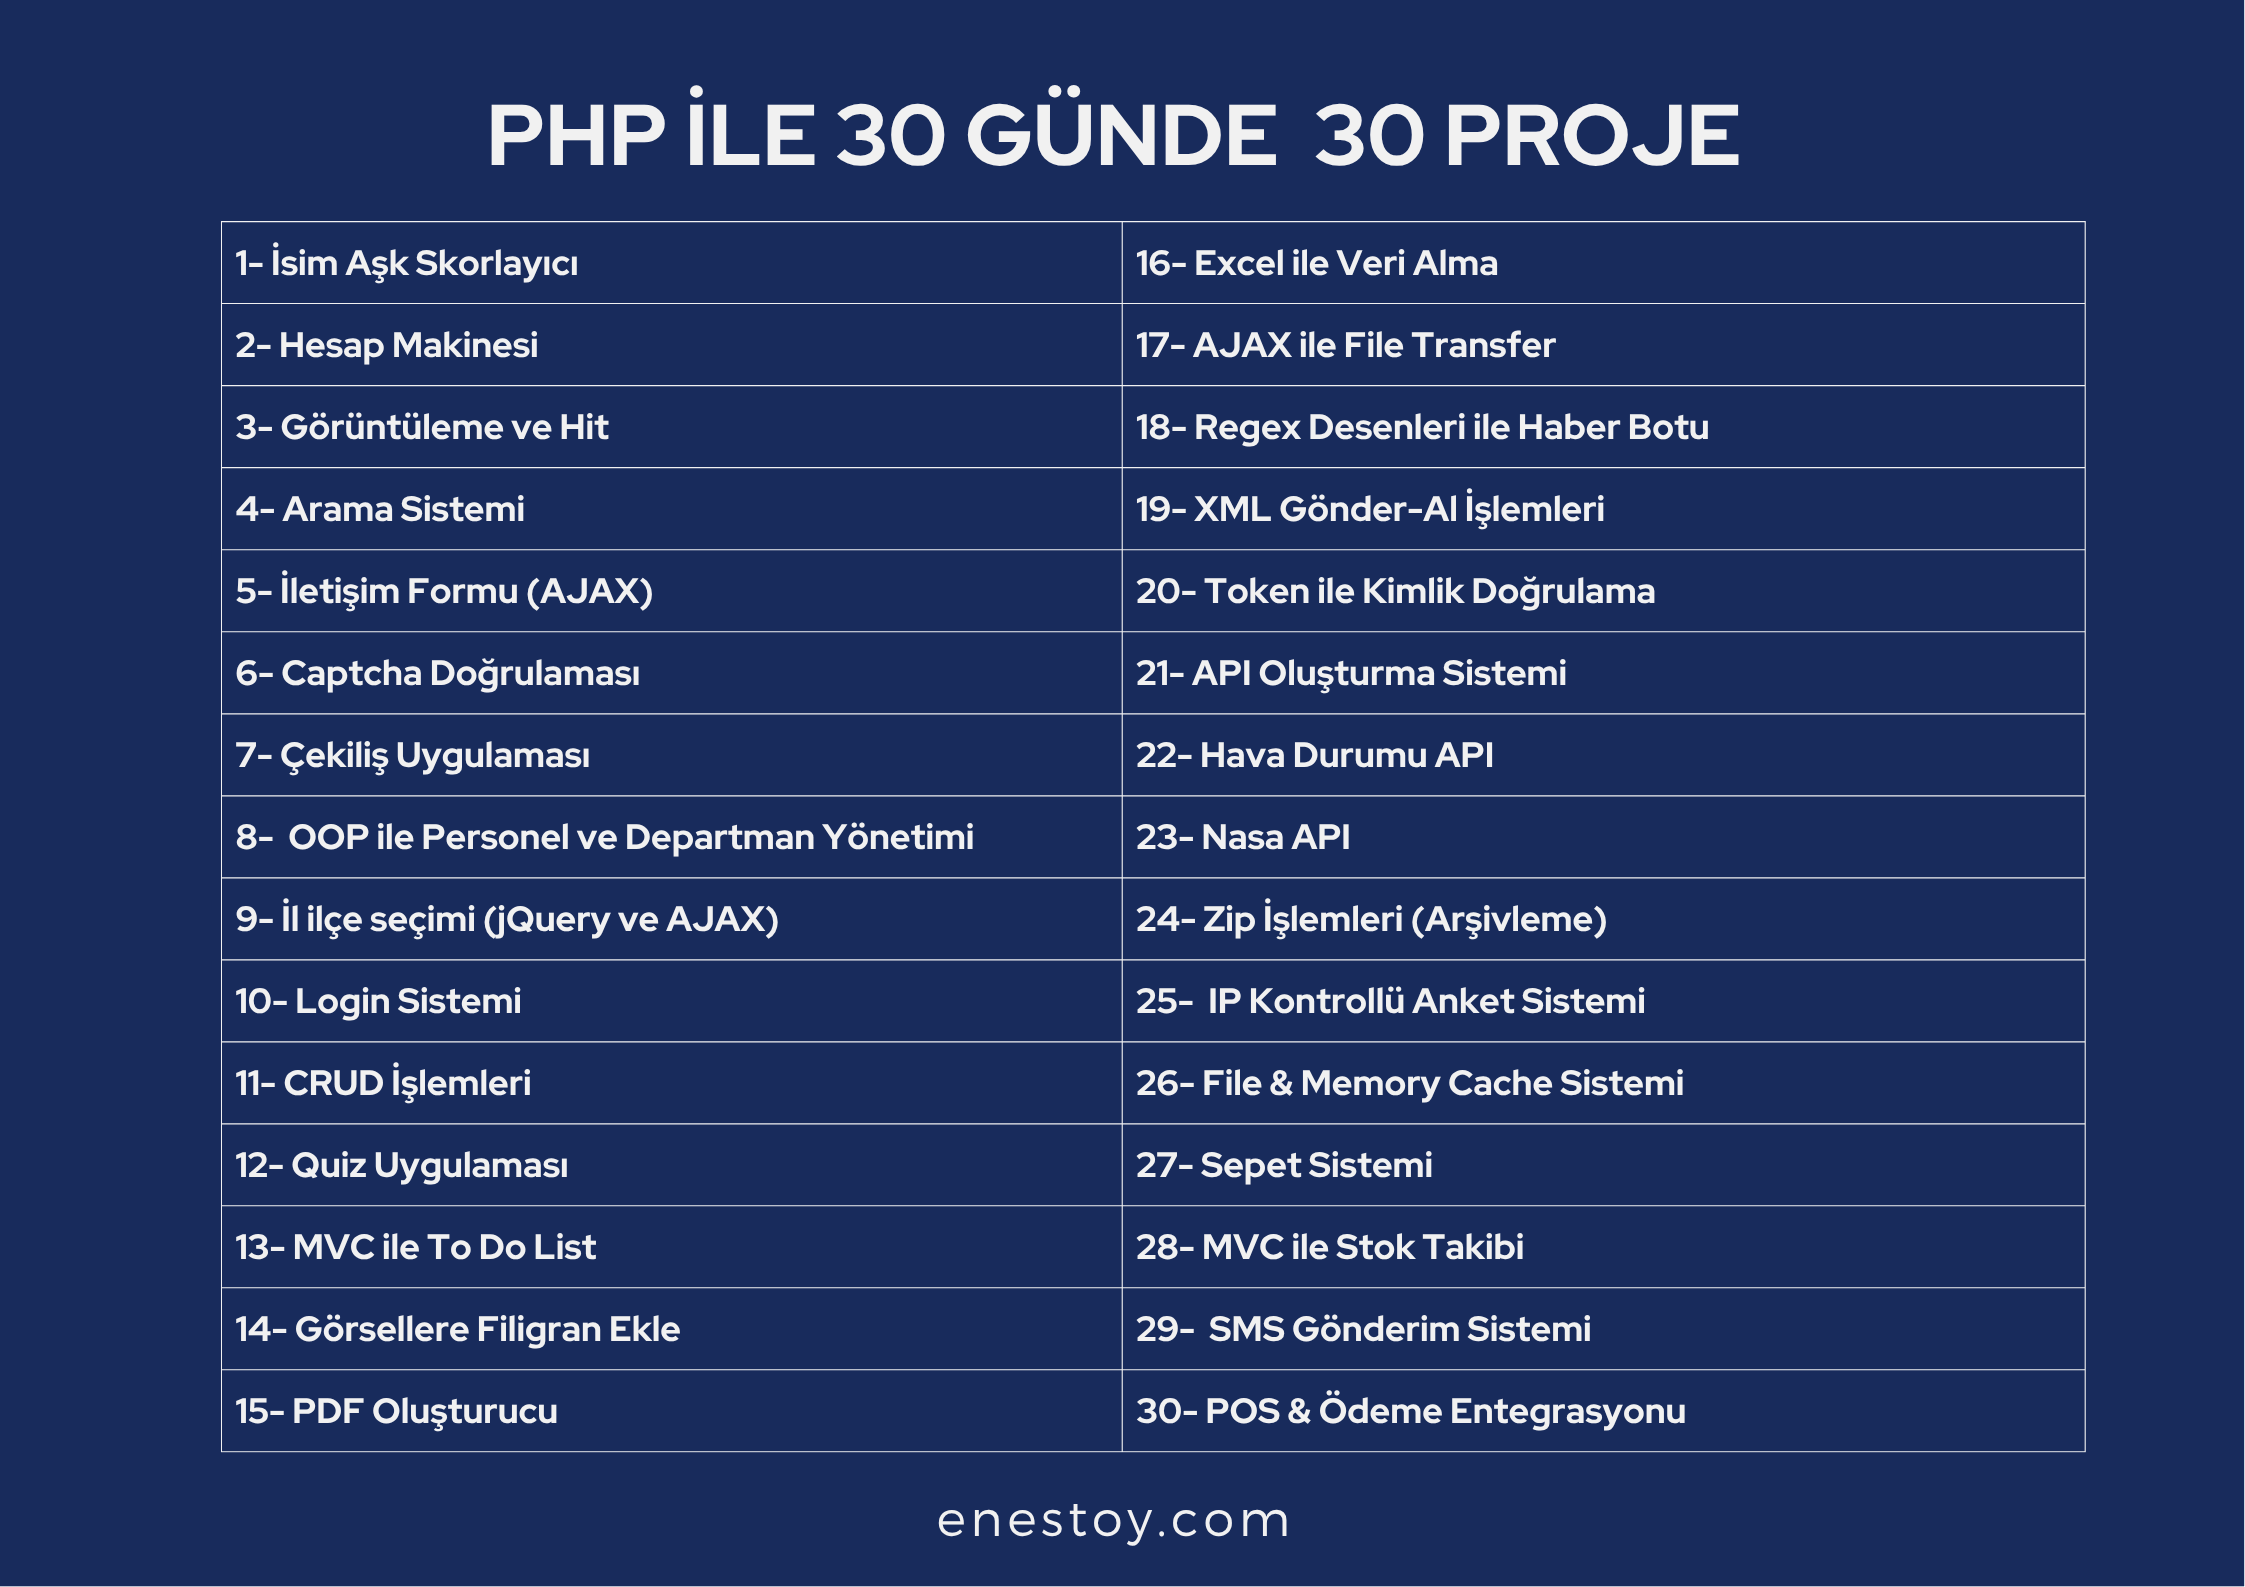 PHP İLE 30 GÜNDE  30 PROJE
1- İsim Aşk Skorlayıcı
2- Hesap Makinesi
3- Görüntüleme ve Hit
4- Arama Sistemi
5- İletişim Formu (AJAX)
6- Captcha Doğrulaması
7- Çekiliş Uygulaması
8-  OOP ile Personel ve Departman Yönetimi
9- İl ilçe seçimi (jQuery ve AJAX)
10- Login Sistemi
11- CRUD İşlemleri
12- Quiz Uygulaması
13- MVC ile To Do List
14- Görsellere Filigran Ekle
15- PDF Oluşturucu
16- Excel ile Veri Alma
17- AJAX ile File Transfer
18- Regex Desenleri ile Haber Botu
19- XML Gönder-Al İşlemleri
20- Token ile Kimlik Doğrulama
21- API Oluşturma Sistemi
22- Hava Durumu API
23- Nasa API
24- Zip İşlemleri (Arşivleme)
25-  IP Kontrollü Anket Sistemi
26- File & Memory Cache Sistemi
27- Sepet Sistemi
28- MVC ile Stok Takibi
29-  SMS Gönderim Sistemi
30- POS & Ödeme Entegrasyonu
enestoy.com